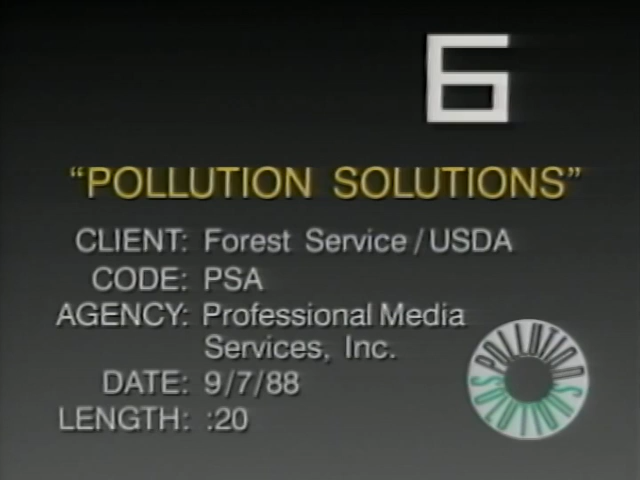 6
“POLLUTION SOLUTIONS”
CLIENT: Forest Service/USDA
CODE: PSA
AGENCY: Professional Media
Services, Inc.
DATE: 9/7/88
LENGTH: :20
POLLUTION
SOLUTIONS